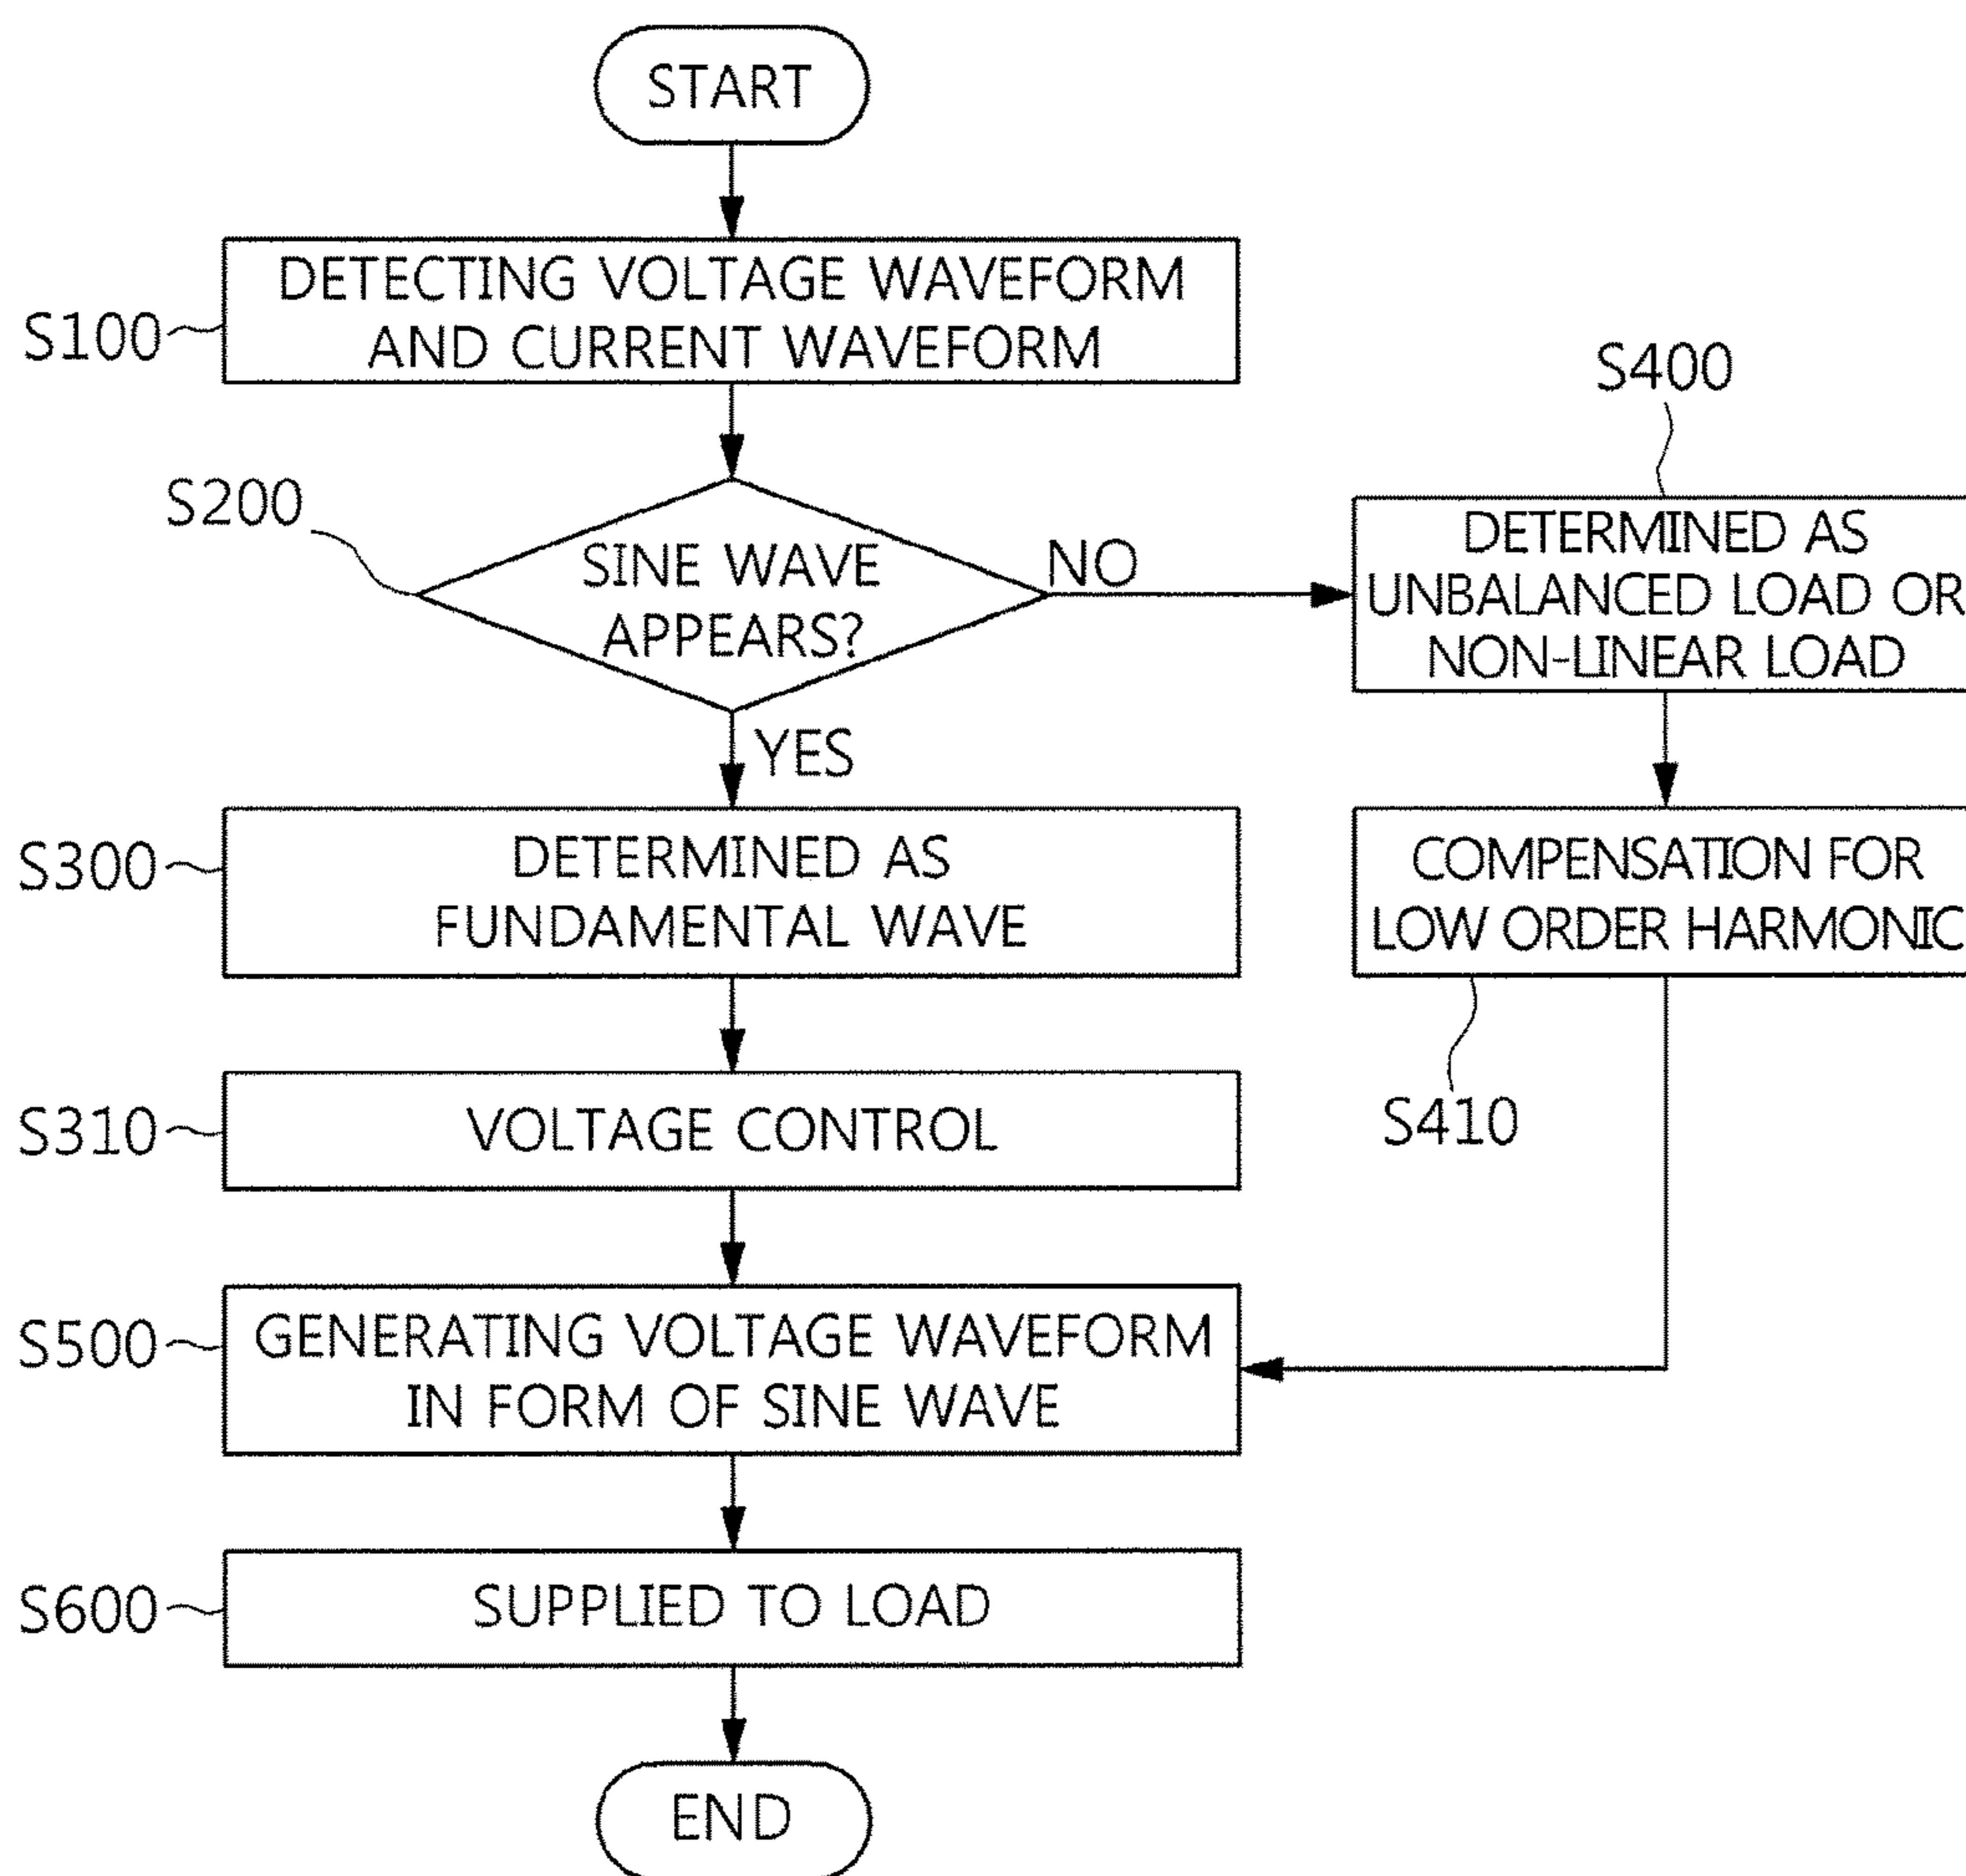 START
DETECTING VOLTAGE WAVEFORM
AND CURRENT WAVEFORM
S100
S200
SINE WAVE
APPEARS?
NO
YES
S400
DETERMINED AS
UNBALANCED LOAD OR
NON-LINEAR LOAD
S300
DETERMINED AS
FUNDAMENTAL WAVE
COMPENSATION FOR
LOW ORDER HARMONIC
S410
S310
VOLTAGE CONTROL
S500
GENERATING VOLTAGE WAVEFORM
IN FORM OF SINE WAVE
S600
SUPPLIED TO LOAD
END